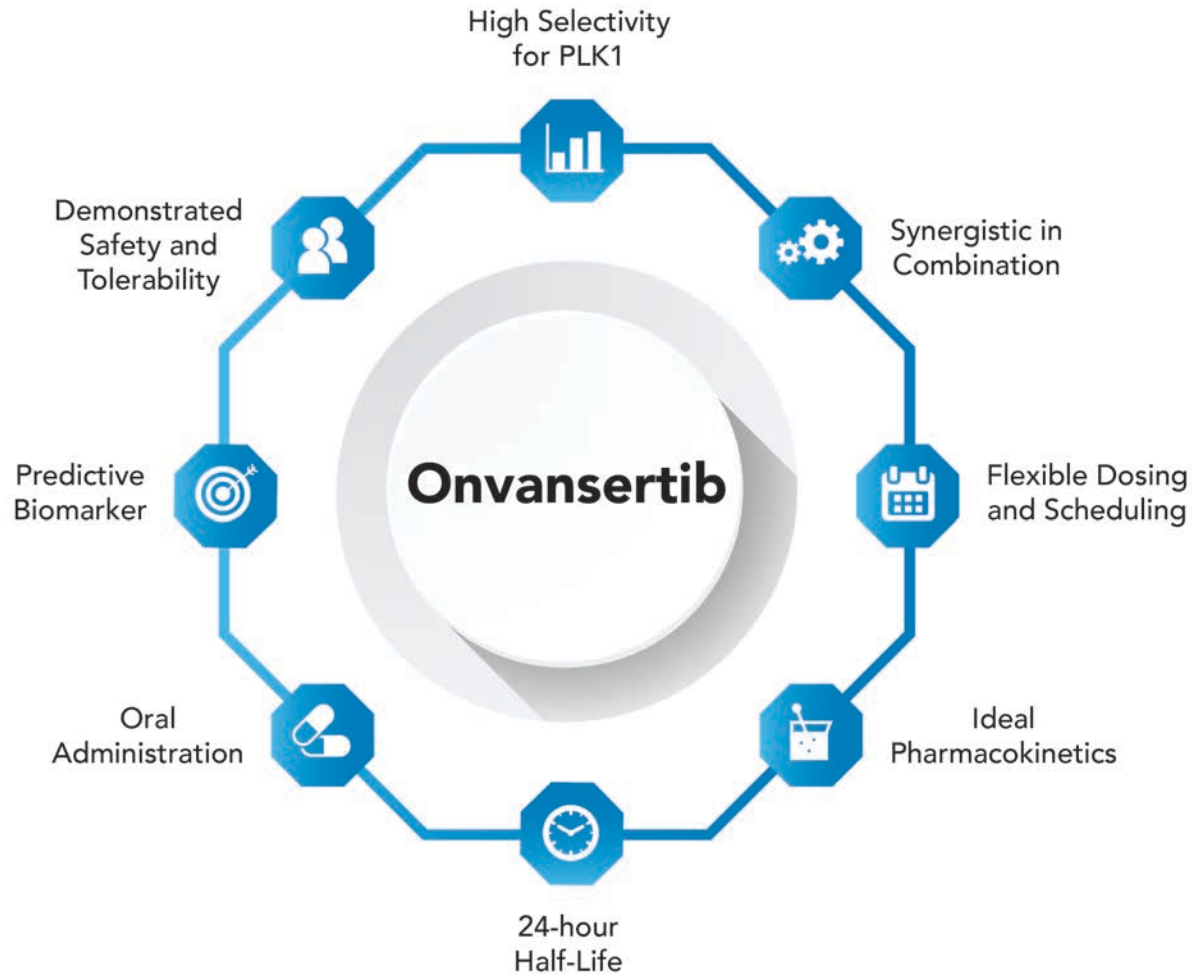 High Selectivity
for PLK1
Synergistic in
Combination
Flexible Dosing
and Scheduling
Ideal
Pharmacokinetics
24-hour
Half-Life
Oral
Administration
Predictive
Biomarker
Demonstrated
Safety and
Tolerability
Onvansertib